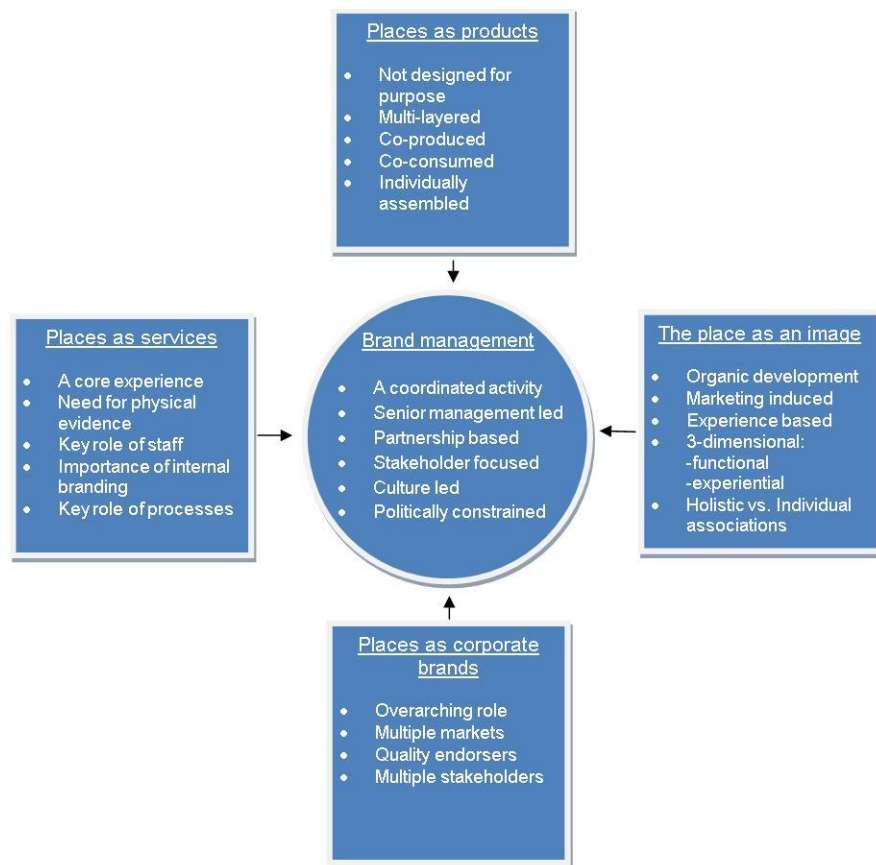 Places as products
• Not designed for
purpose
• Multi-layered
• Co-produced
• Co-consumed
• Individually
assembled
Places as services
• A core experience
• Need for physical
evidence
• Key role of staff
• Importance of internal
branding
• Key role of processes
Brand management
• A coordinated activity
• Senior management led
• Partnership based
• Stakeholder focused
• Culture led
• Politically constrained
The place as an image
• Organic development
• Marketing induced
• Experience based
• 3-dimensional:
-functional
-experiential
• Holistic vs. Individual
associations
Places as corporate
brands
• Overarching role
• Multiple markets
• Quality endorsers
• Multiple stakeholders